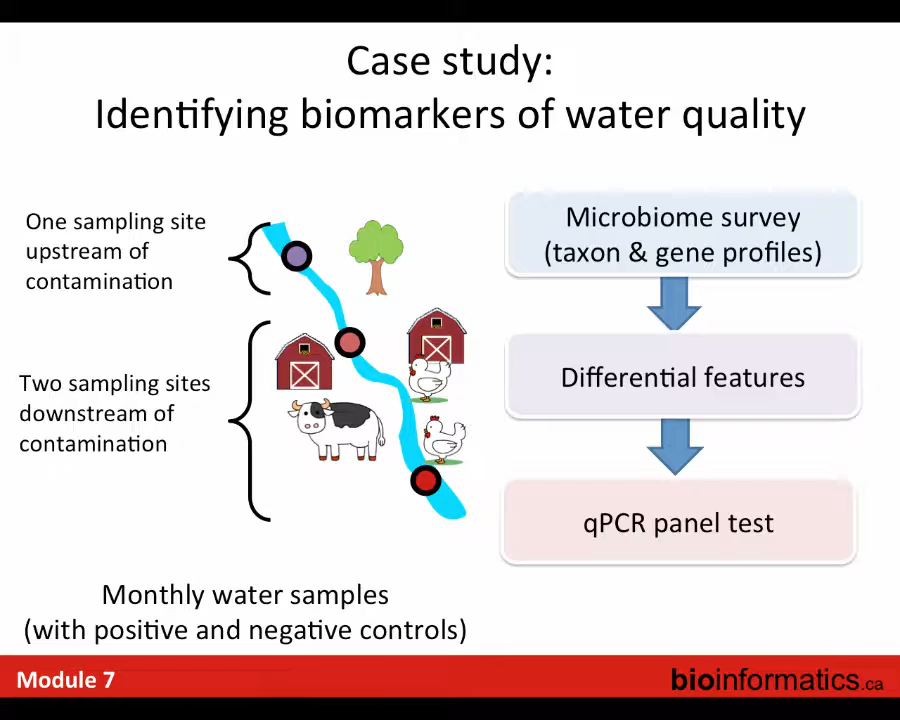 Case study:
Identifying biomarkers of water quality
One sampling site
upstream of
contamination
Two sampling sites
downstream of
contamination
Monthly water samples
(with positive and negative controls)
Microbiome survey
(taxon & gene profiles)
Differential features
qPCR panel test
Module 7
bioinformatics.ca